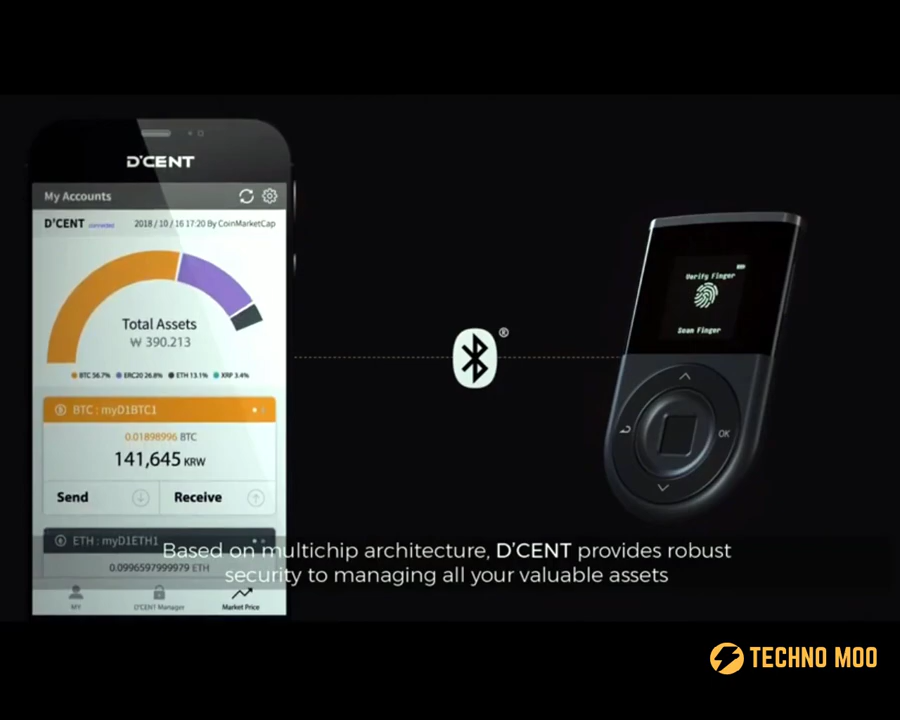 D'CENT
My Accounts
D'CENT connected 2018 / 10 / 16 17:20 By CoinMarketCap
Total Assets
₩ 390.213
BTC 56.7% ERC20 26.8% ETH 13.1% XRP 3.4%
BTC : myD1BTC1
0.01898996 BTC
141,645 KRW
Send Receive
ETH : myD1ETH1
0.0996597999979 ETH
MY D'CENT Manager Market Price
®
Verify Finger
Scan Finger
OK
Based on multichip architecture, D'CENT provides robust
security to managing all your valuable assets
TECHNO MOO